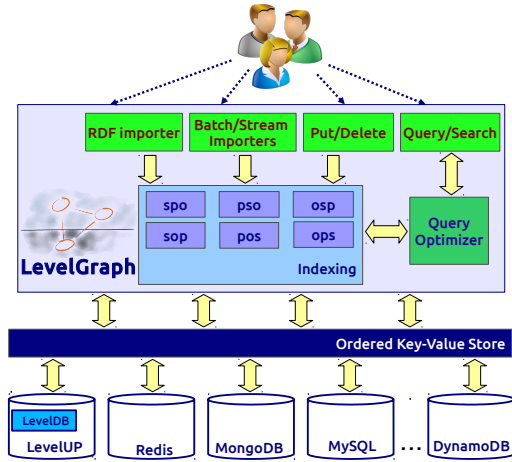 RDF importer
Batch/Stream
Importers
Put/Delete
Query/Search
spo
pso
osp
sop
pos
ops
Indexing
Query
Optimizer
LevelGraph
Ordered Key-Value Store
LevelDB
LevelUP
Redis
MongoDB
MySQL
...
DynamoDB